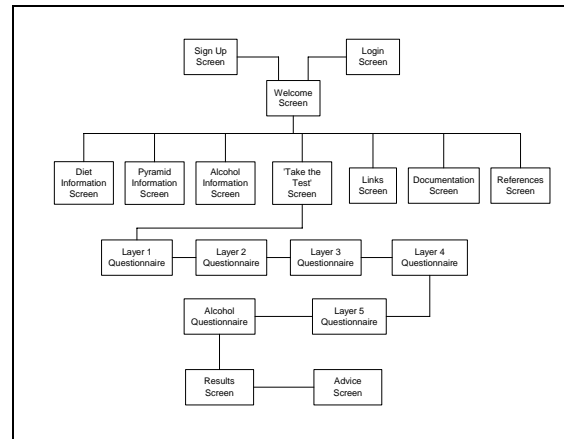 Sign Up
Screen
Login
Screen
Welcome
Screen
Diet
Information
Screen
Pyramid
Information
Screen
Alcohol
Information
Screen
'Take the
Test'
Screen
Links
Screen
Documentation
Screen
References
Screen
Layer 1
Questionnaire
Layer 2
Questionnaire
Layer 3
Questionnaire
Layer 4
Questionnaire
Alcohol
Questionnaire
Layer 5
Questionnaire
Results
Screen
Advice
Screen